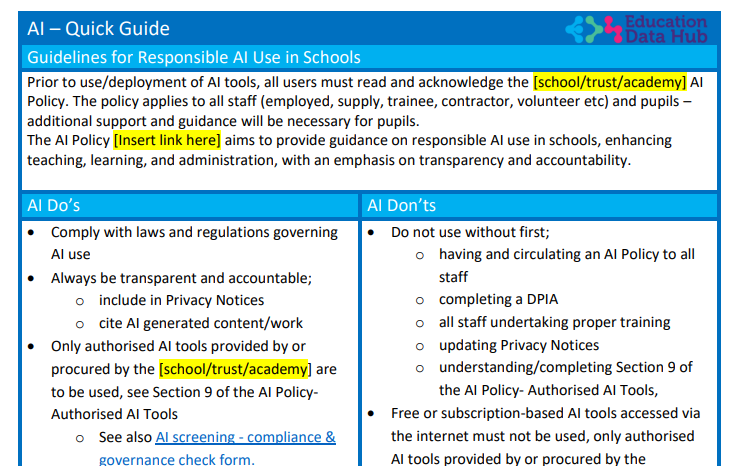 AI – Quick Guide
Education
Data Hub
Guidelines for Responsible AI Use in Schools
Prior to use/deployment of AI tools, all users must read and acknowledge the [school/trust/academy] AI
Policy. The policy applies to all staff (employed, supply, trainee, contractor, volunteer etc) and pupils –
additional support and guidance will be necessary for pupils.
The AI Policy [Insert link here] aims to provide guidance on responsible AI use in schools, enhancing
teaching, learning, and administration, with an emphasis on transparency and accountability.
AI Do's
• Comply with laws and regulations governing
AI use
• Always be transparent and accountable;
o include in Privacy Notices
o cite AI generated content/work
• Only authorised AI tools provided by or
procured by the [school/trust/academy] are
to be used, see Section 9 of the AI Policy-
Authorised AI Tools
o See also AI screening - compliance &
governance check form.
AI Don'ts
• Do not use without first;
o having and circulating an AI Policy to all
staff
o completing a DPIA
o all staff undertaking proper training
o updating Privacy Notices
o understanding/completing Section 9 of
the AI Policy- Authorised AI Tools,
• Free or subscription-based AI tools accessed via
the internet must not be used, only authorised
AI tools provided by or procured by the